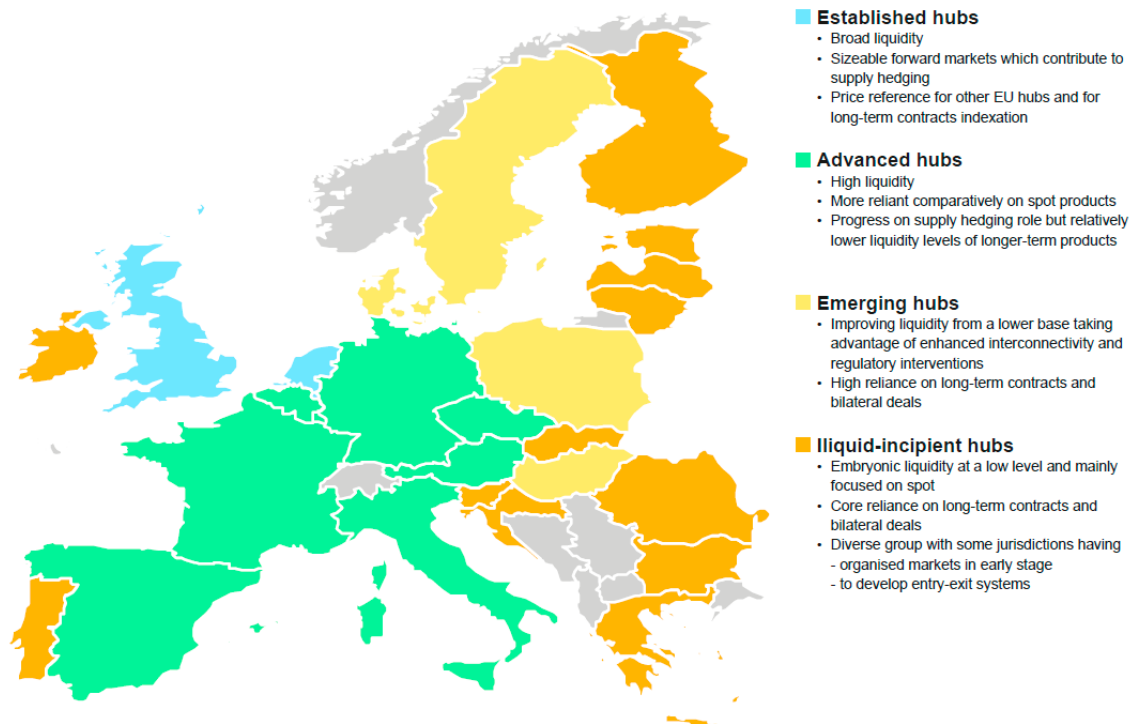 Established hubs
• Broad liquidity
• Sizeable forward markets which contribute to
supply hedging
• Price reference for other EU hubs and for
long-term contracts indexation
Advanced hubs
• High liquidity
• More reliant comparatively on spot products
• Progress on supply hedging role but relatively
lower liquidity levels of longer-term products
Emerging hubs
• Improving liquidity from a lower base taking
advantage of enhanced interconnectivity and
regulatory interventions
• High reliance on long-term contracts and
bilateral deals
Iliquid-incipient hubs
• Embryonic liquidity at a low level and mainly
focused on spot
• Core reliance on long-term contracts and
bilateral deals
• Diverse group with some jurisdictions having
- organised markets in early stage
- to develop entry-exit systems